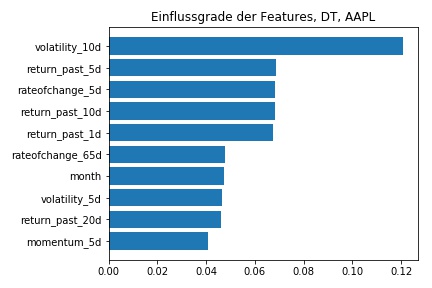 Einflussgrade der Features, DT, AAPL
volatility_10d
return_past_5d
rateofchange_5d
return_past_10d
return_past_1d
rateofchange_65d
month
volatility_5d
return_past_20d
momentum_5d
0.00 0.02 0.04 0.06 0.08 0.10 0.12